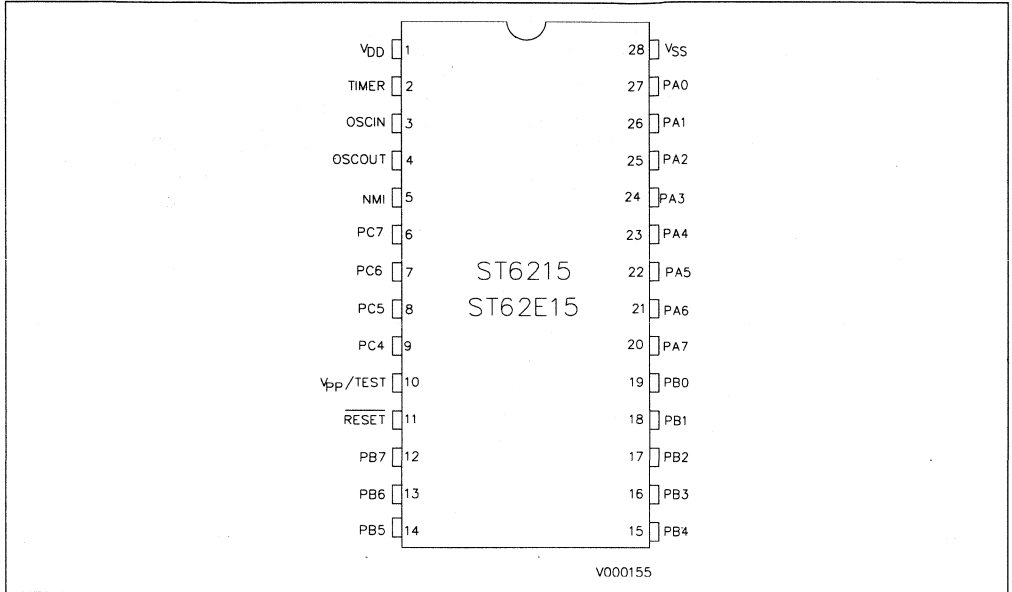 VDD 1 28 VSS
TIMER 2 27 PA0
OSCIN 3 26 PA1
OSCOUT 4 25 PA2
NMI 5 24 PA3
PC7 6 23 PA4
PC6 7 ST6215 22 PA5
PC5 8 ST62E15 21 PA6
PC4 9 20 PA7
VPP/TEST 10 19 PB0
RESET 11 18 PB1
PB7 12 17 PB2
PB6 13 16 PB3
PB5 14 15 PB4
V000155